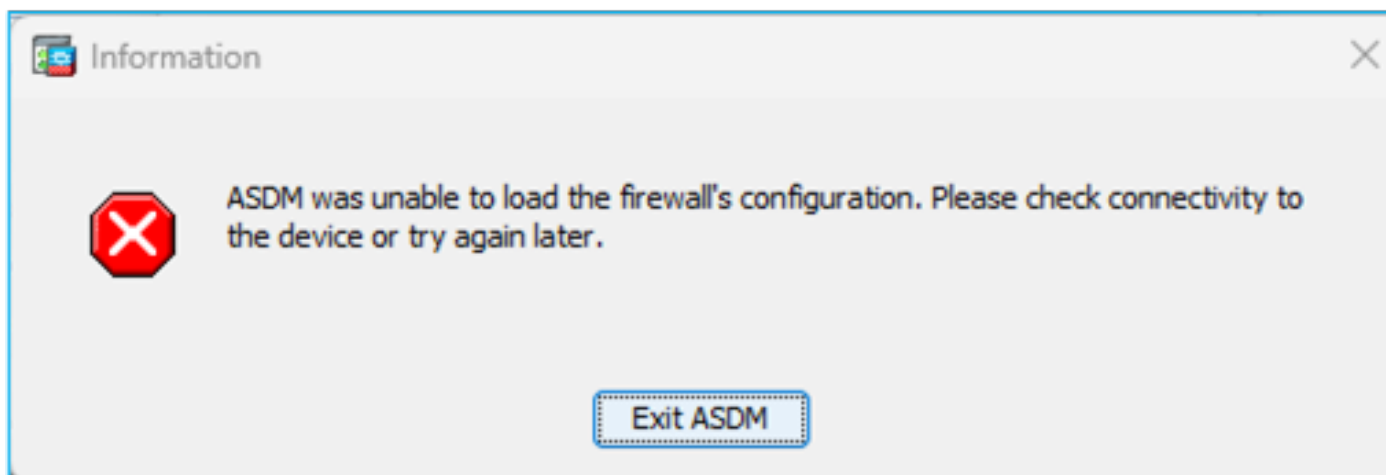 Information
ASDM was unable to load the firewall's configuration. Please check connectivity to
the device or try again later.
Exit ASDM